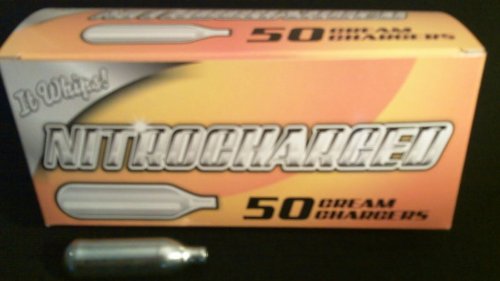 50 CREAM
CHARGERS
It Whips!
NITROCHARGED
50 CREAM
CHARGERS